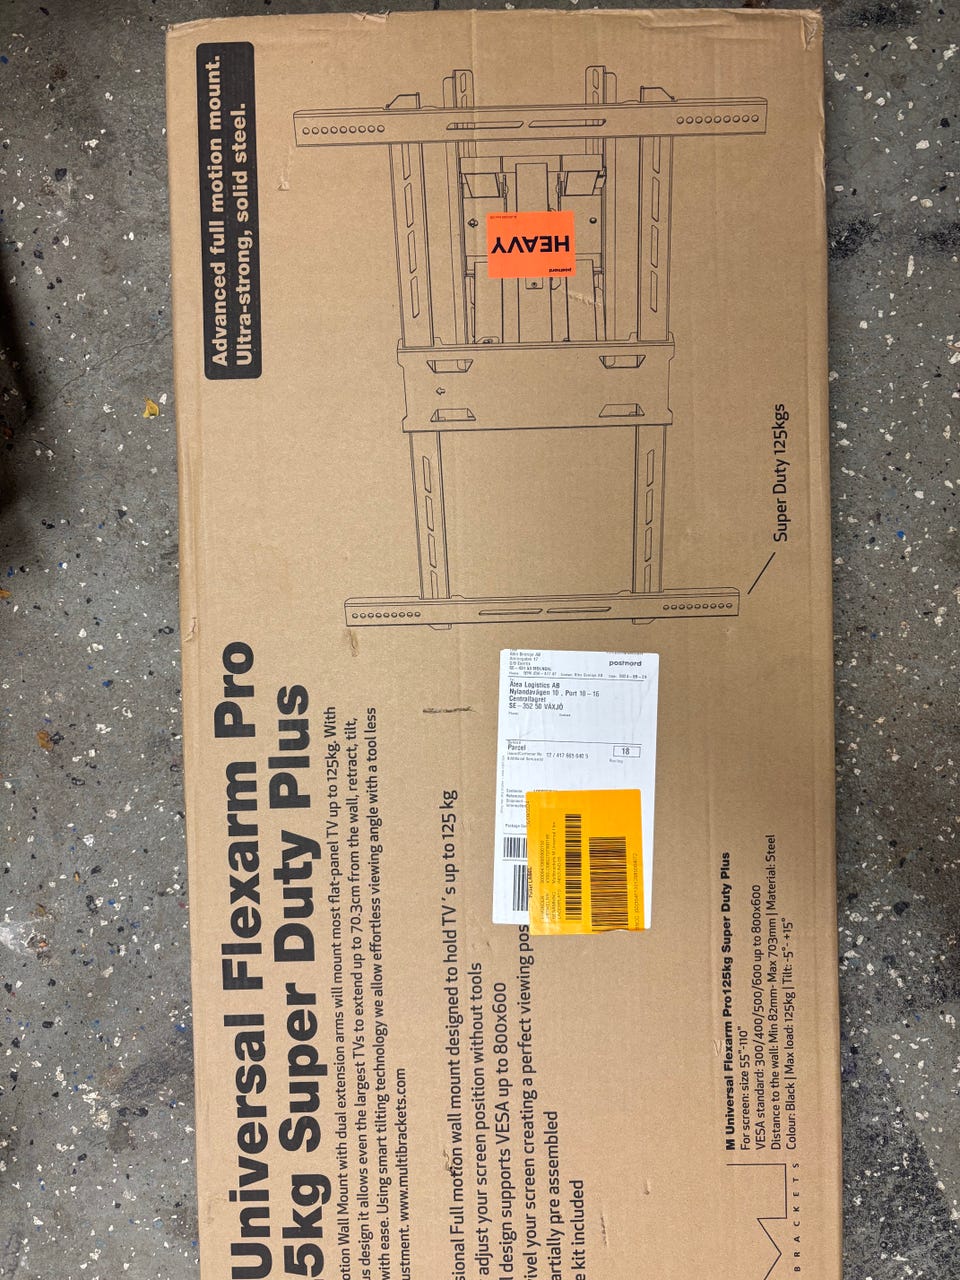 Advanced full motion mount.
Ultra-strong, solid steel.
Universal Flexarm Pro
5kg Super Duty Plus
otion Wall Mount with dual extension arms will mount most flat-panel TV up to 125kg. With
us design it allows even the largest TVs to extend up to 70.3cm from the wall, retract, tilt,
with ease. Using smart tilting technology we allow effortless viewing angle with a tool less
ustment. www.multibrackets.com
sional Full motion wall mount designed to hold TV´s up to 125 kg
adjust your screen position without tools
l design supports VESA up to 800x600
ivel your screen creating a perfect viewing pos
artially pre assembled
e kit included
HEAVY
postnord
Super Duty 125kgs
postnord
Atea Logistics AB
Nylandavägen 10 , Port 10 - 16
Centrallagret
SE-352 50 VÄXJÖ
Parcel
18
M Universal Flexarm Pro125kg Super Duty Plus
For screen: size 55"-110"
VESA standard: 300/400/500/600 up to 800x600
Distance to the wall: Min 82mm- Max 703mm | Material: Steel
Colour: Black | Max load: 125kg | Tilt: -5°- +15°
BRACKETS